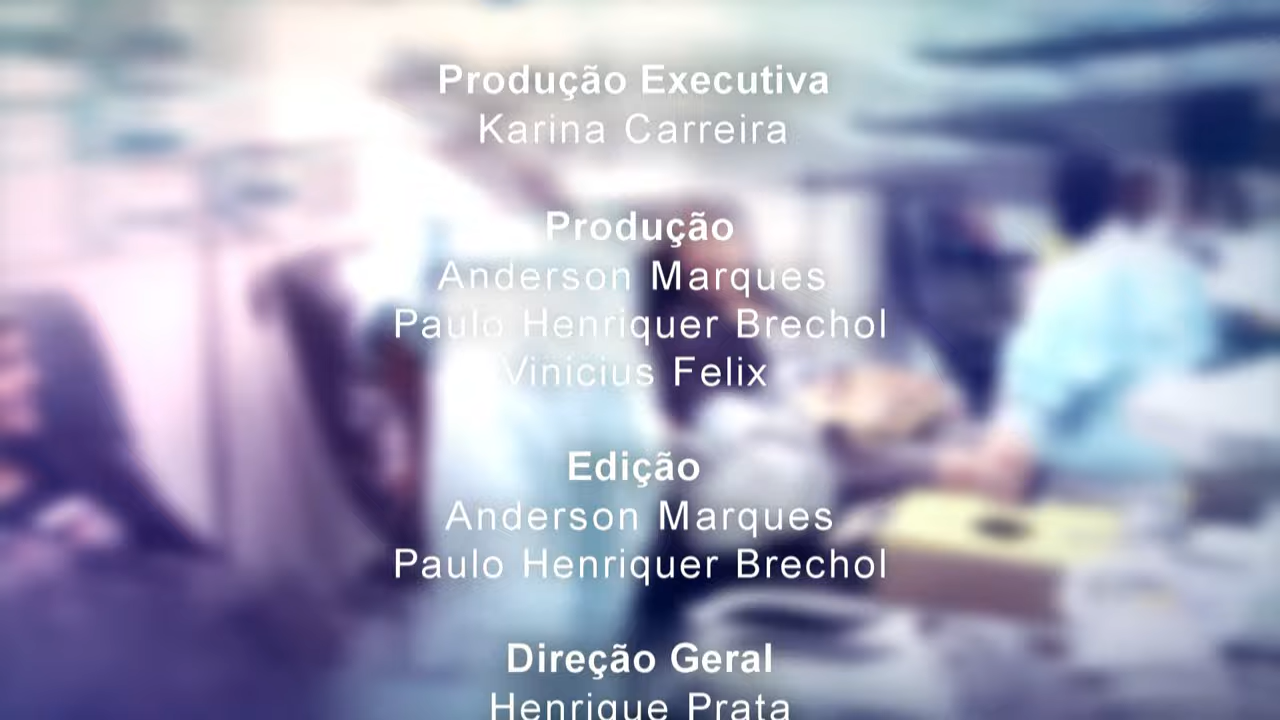 Produção Executiva
Karina Carreira
Produção
Anderson Marques
Paulo Henriquer Brechol
Vinicius Felix
Edição
Anderson Marques
Paulo Henriquer Brechol
Direção Geral
Henrique Prata